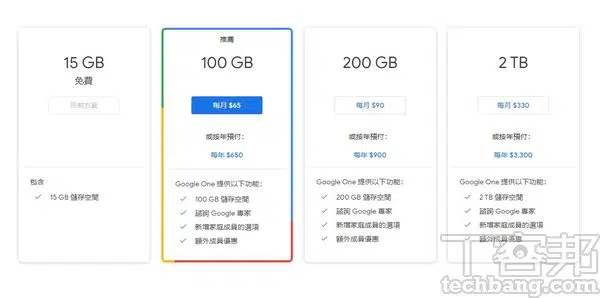 15 GB
免費
目前方案
包含
15 GB 儲存空間
推薦
100 GB
每月 $65
或按年預付：
每年 $650
Google One 提供以下功能：
100 GB 儲存空間
諮詢 Google 專家
新增家庭成員的選項
額外成員優惠
200 GB
每月 $90
或按年預付：
每年 $900
Google One 提供以下功能：
200 GB 儲存空間
諮詢 Google 專家
新增家庭成員的選項
額外成員優惠
2 TB
每月 $330
或按年預付：
每年 $3,300
Google One 提供以下功能：
2 TB 儲存空間
諮詢 Google 專家
新增家庭成員的選項
額外成員優惠
T客邦
techbang.com